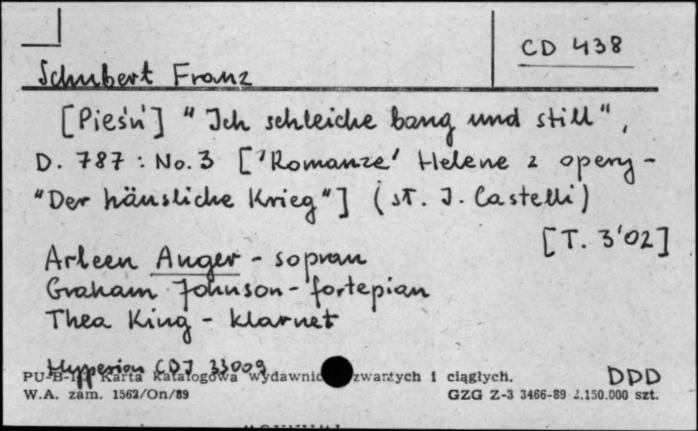 CD 438
Schubert Franz
[Pieśń] "Ich schleiche bang und still",
D. 787 : No. 3 ['Romanze' Helene z opery -
"Der häusliche Krieg"] (sł. J. Castelli)
[T. 3'02]
Arleen Auger - sopran
Graham Johnson - fortepian
Thea King - klarnet
Hyperion CDJ 33009
DDD
PU-B-1 Karta katalogowa wydawnic zwartych i ciągłych.
W.A. zam. 1562/On/89
GZG Z-3 3466-89 2.150.000 szt.